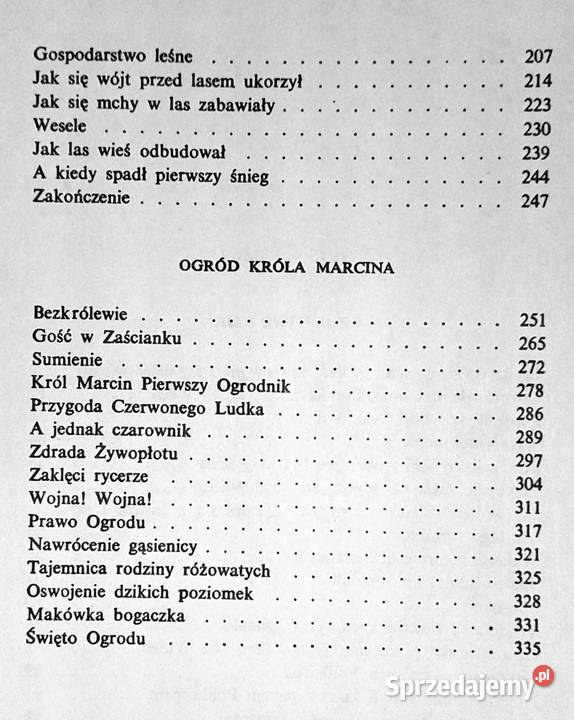 Gospodarstwo leśne . . . . . . . . . . . . . . . . 207
Jak się wójt przed lasem ukorzył . . . . . . . . . . 214
Jak się mchy w las zabawiały . . . . . . . . . . . . 223
Wesele . . . . . . . . . . . . . . . . . . . . . 230
Jak las wieś odbudował . . . . . . . . . . . . . . 239
A kiedy spadł pierwszy śnieg . . . . . . . . . . . . 244
Zakończenie . . . . . . . . . . . . . . . . . . . 247
OGRÓD KRÓLA MARCINA
Bezkrólewie . . . . . . . . . . . . . . . . . . . 251
Gość w Zaścianku . . . . . . . . . . . . . . . . . 265
Sumienie . . . . . . . . . . . . . . . . . . . . 272
Król Marcin Pierwszy Ogrodnik . . . . . . . . . . . 278
Przygoda Czerwonego Ludka . . . . . . . . . . . . . 286
A jednak czarownik . . . . . . . . . . . . . . . . 289
Zdrada Żywopłotu . . . . . . . . . . . . . . . . . 297
Zaklęci rycerze . . . . . . . . . . . . . . . . . 304
Wojna! Wojna! . . . . . . . . . . . . . . . . . . 311
Prawo Ogrodu . . . . . . . . . . . . . . . . . . . 317
Nawrócenie gąsienicy . . . . . . . . . . . . . . . 321
Tajemnica rodziny różowatych . . . . . . . . . . . . 325
Oswojenie dzikich poziomek . . . . . . . . . . . . 328
Makówka bogaczka . . . . . . . . . . . . . . . . . 331
Święto Ogrodu . . . . . . . . . . . . . . . . . . 335
Sprzedajemy.pl